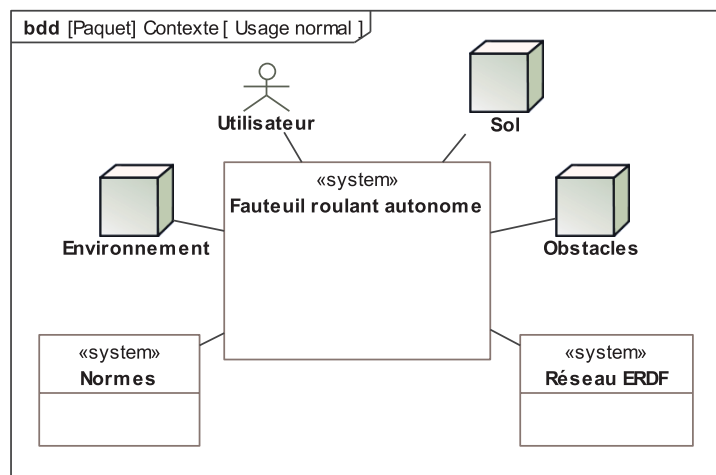 bdd [Paquet] Contexte [ Usage normal ]
Utilisateur
Sol
«system»
Fauteuil roulant autonome
Environnement
Obstacles
«system»
Normes
«system»
Réseau ERDF